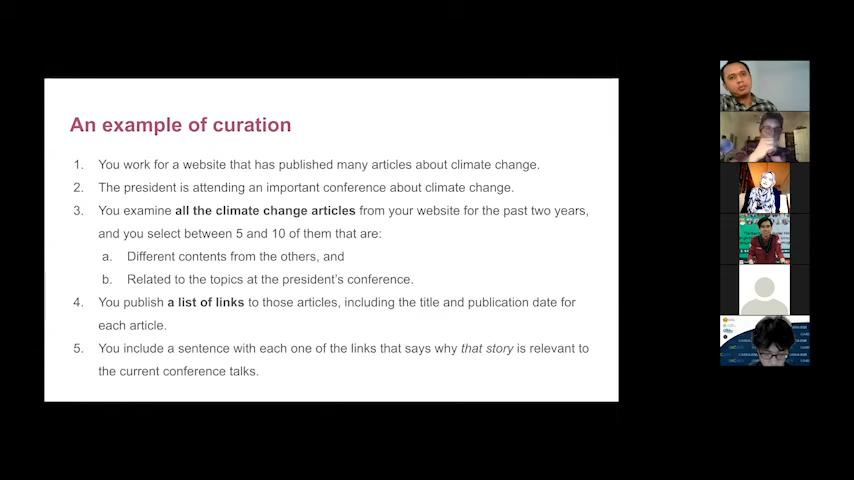 An example of curation
1. You work for a website that has published many articles about climate change.
2. The president is attending an important conference about climate change.
3. You examine all the climate change articles from your website for the past two years,
and you select between 5 and 10 of them that are:
a. Different contents from the others, and
b. Related to the topics at the president's conference.
4. You publish a list of links to those articles, including the title and publication date for
each article.
5. You include a sentence with each one of the links that says why that story is relevant to
the current conference talks.